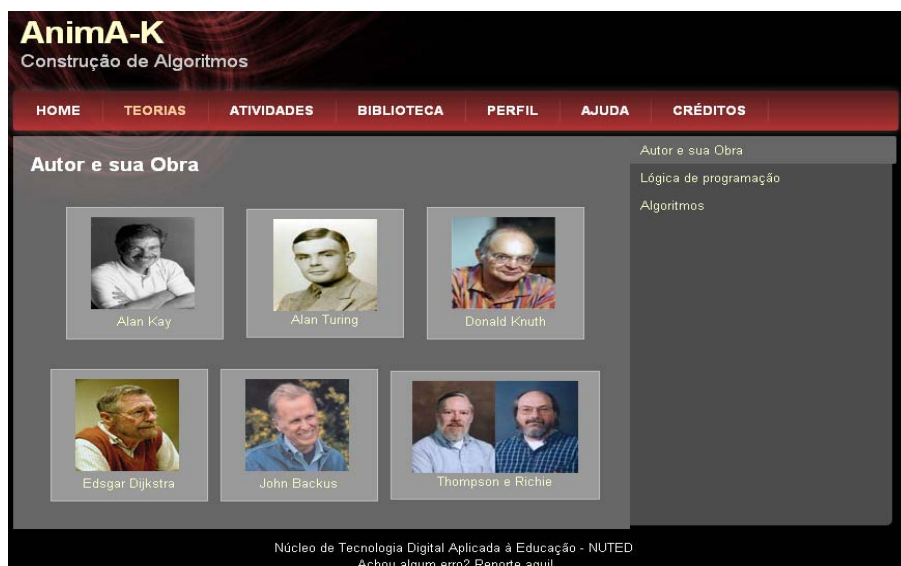 AnimA-K
Construção de Algoritmos
HOME TEORIAS ATIVIDADES BIBLIOTECA PERFIL AJUDA CRÉDITOS
Autor e sua Obra
Autor e sua Obra
Lógica de programação
Algoritmos
Alan Kay Alan Turing Donald Knuth
Edsgar Dijkstra John Backus Thompson e Richie
Núcleo de Tecnologia Digital Aplicada à Educação - NUTED
Achou algum erro? Reporte aqui!